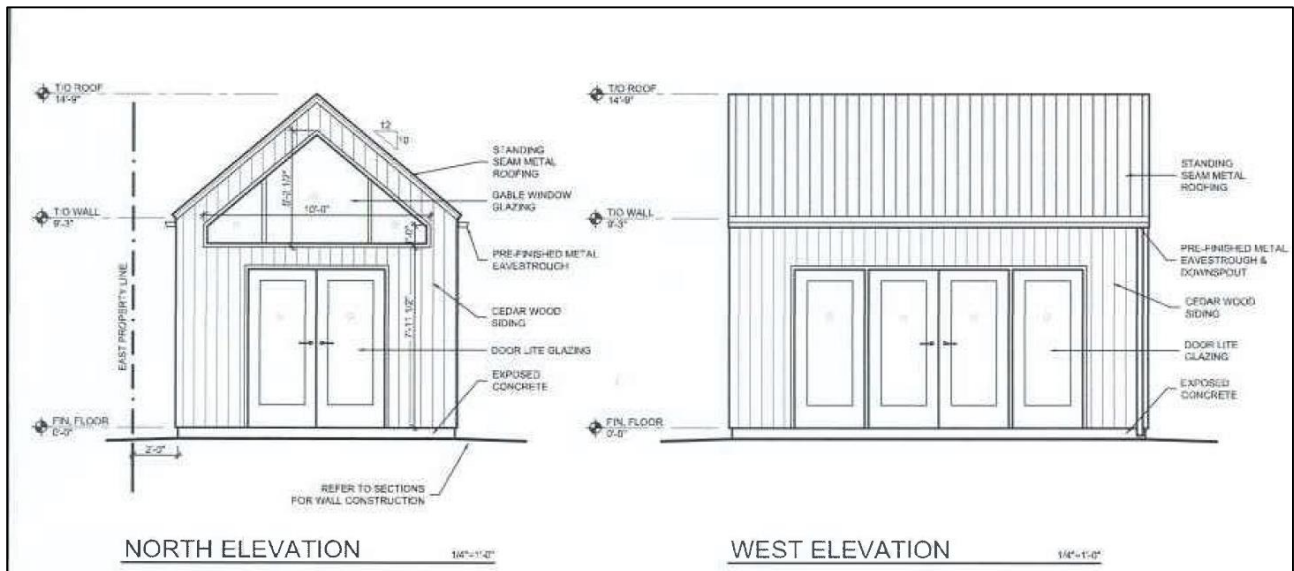 T/O ROOF
14'-9"
12
10
STANDING
SEAM METAL
ROOFING
GABLE WINDOW
GLAZING
10'-0"
T/O WALL
9'-3"
PRE-FINISHED METAL
EAVESTROUGH
EAST PROPERTY LINE
7'-11 1/2"
CEDAR WOOD
SIDING
DOOR LITE GLAZING
EXPOSED
CONCRETE
FIN. FLOOR
0'-0"
2'-0"
REFER TO SECTIONS
FOR WALL CONSTRUCTION
NORTH ELEVATION
1/4"=1'-0"
T/O ROOF
14'-9"
STANDING
SEAM METAL
ROOFING
T/O WALL
9'-3"
PRE-FINISHED METAL
EAVESTROUGH &
DOWNSPOUT
CEDAR WOOD
SIDING
DOOR LITE
GLAZING
EXPOSED
CONCRETE
FIN. FLOOR
0'-0"
WEST ELEVATION
1/4"=1'-0"